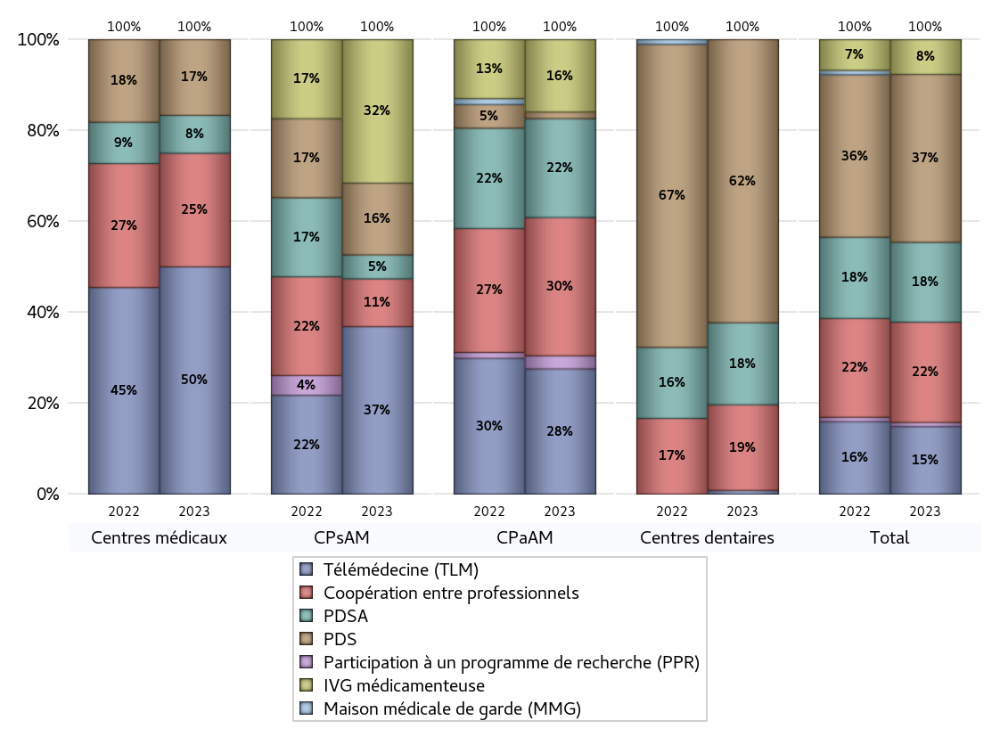 100% 100% 100% 100% 100% 100% 100% 100% 100% 100%
100%
80%
60%
40%
20%
0%
18% 9% 27% 45%
17% 8% 25% 50%
17% 17% 17% 22% 4% 22%
32% 16% 5% 11% 37%
13% 5% 22% 27% 30%
16% 22% 30% 28%
67% 16% 17%
62% 18% 19%
7% 36% 18% 22% 16%
8% 37% 18% 22% 15%
2022 2023 2022 2023 2022 2023 2022 2023 2022 2023
Centres médicaux CPsAM CPaAM Centres dentaires Total
Télémédecine (TLM)
Coopération entre professionnels
PDSA
PDS
Participation à un programme de recherche (PPR)
IVG médicamenteuse
Maison médicale de garde (MMG)